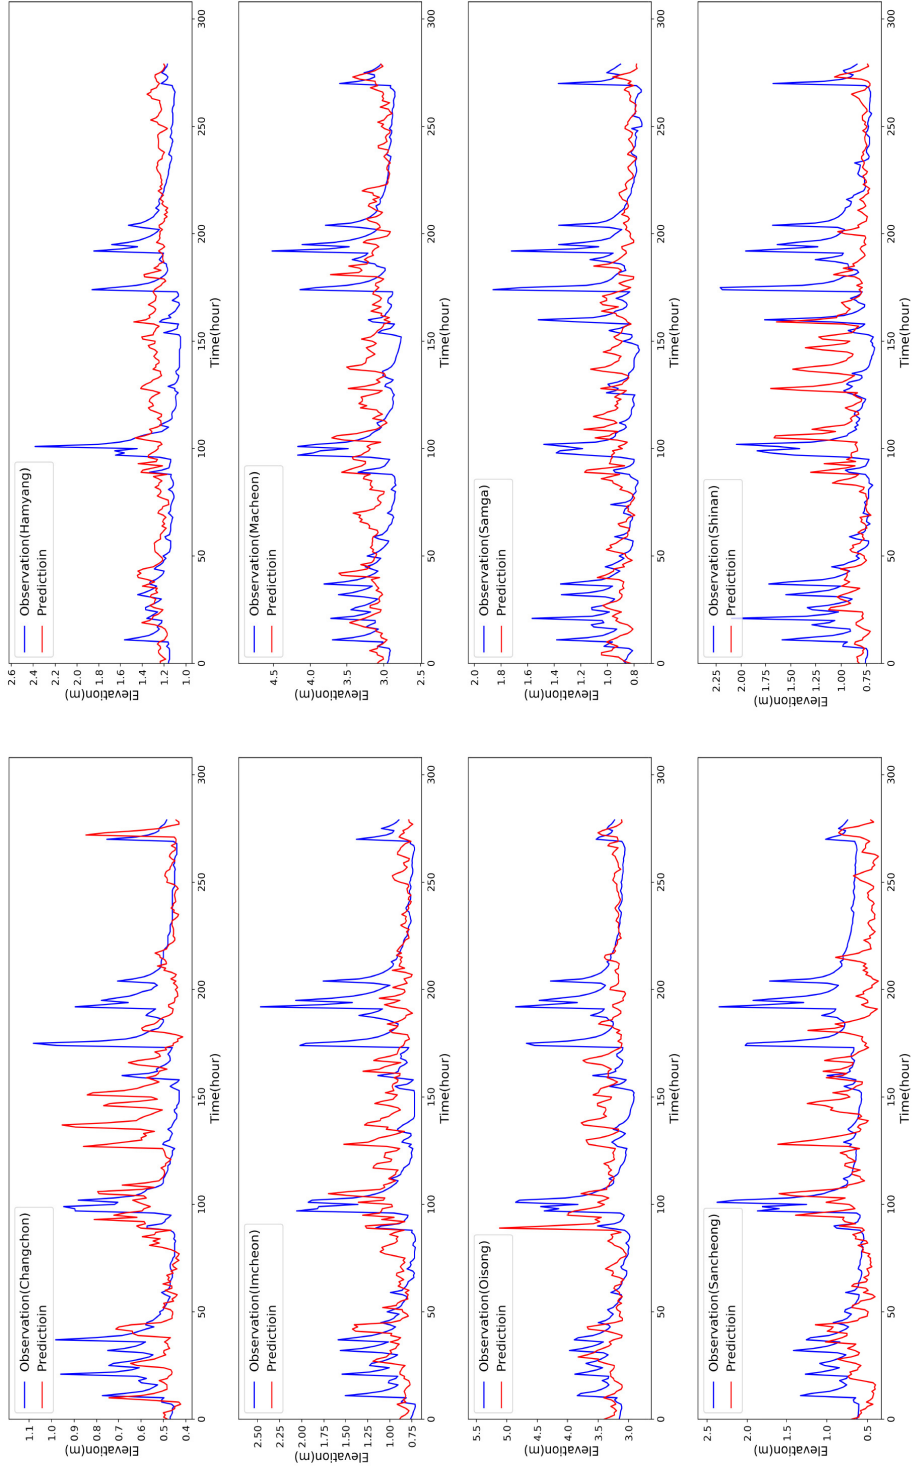 Elevation(m)
1.1
1.0
0.9
0.8
0.7
0.6
0.5
0.4
Observation(Changchon)
Predictioin
0 50 100 150 200 250 300
Time(hour)
Elevation(m)
2.6
2.4
2.2
2.0
1.8
1.6
1.4
1.2
1.0
Observation(Hamyang)
Predictioin
0 50 100 150 200 250 300
Time(hour)
Elevation(m)
2.50
2.25
2.00
1.75
1.50
1.25
1.00
0.75
Observation(Imcheon)
Predictioin
0 50 100 150 200 250 300
Time(hour)
Elevation(m)
4.5
4.0
3.5
3.0
2.5
Observation(Macheon)
Predictioin
0 50 100 150 200 250 300
Time(hour)
Elevation(m)
5.5
5.0
4.5
4.0
3.5
3.0
Observation(Oisong)
Predictioin
0 50 100 150 200 250 300
Time(hour)
Elevation(m)
2.0
1.8
1.6
1.4
1.2
1.0
0.8
Observation(Samga)
Predictioin
0 50 100 150 200 250 300
Time(hour)
Elevation(m)
2.5
2.0
1.5
1.0
0.5
Observation(Sancheong)
Predictioin
0 50 100 150 200 250 300
Time(hour)
Elevation(m)
2.25
2.00
1.75
1.50
1.25
1.00
0.75
Observation(Shinan)
Predictioin
0 50 100 150 200 250 300
Time(hour)